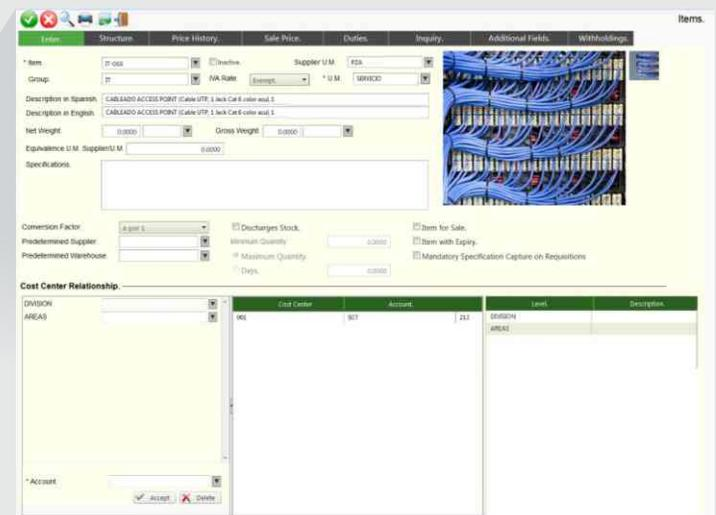 Items.
Enter. Structure. Price History. Sale Price. Duties. Inquiry. Additional Fields. Withholdings.
* Item IT-068 Inactive. Supplier U.M. PZA
Group IT IVA Rate Exempt. * U.M. SERVICIO
Description in Spanish. CABLEADO ACCESS POINT (Cable UTP, 1 Jack Cat 6 color azul, 1
Description in English. CABLEADO ACCESS POINT (Cable UTP, 1 Jack Cat 6 color azul, 1
Net Weight 0.0000 Gross Weight 0.0000
Equivalence U.M. Supplier/U.M. 0.0000
Specifications.
Conversion Factor Discharges Stock. Item for Sale.
Predetermined Supplier Minimum Quantity 0.0000 Item with Expiry.
Predetermined Warehouse Maximum Quantity. Mandatory Specification Capture on Requisitions
Days. 0.0000
Cost Center Relationship.
DIVISION Cost Center Account. Level. Description.
AREAS 001 507 212 DIVISION
AREAS
* Account
Accept Delete